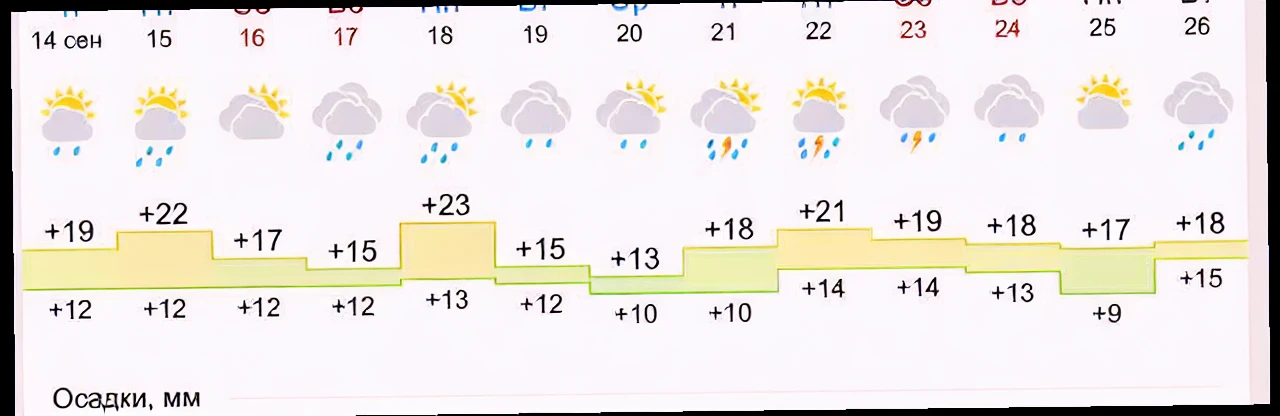 14 сен 15 16 17 18 19 20 21 22 23 24 25 26
+19 +22 +17 +15 +23 +15 +13 +18 +21 +19 +18 +17 +18
+12 +12 +12 +12 +13 +12 +10 +10 +14 +14 +13 +9 +15
Осадки, мм